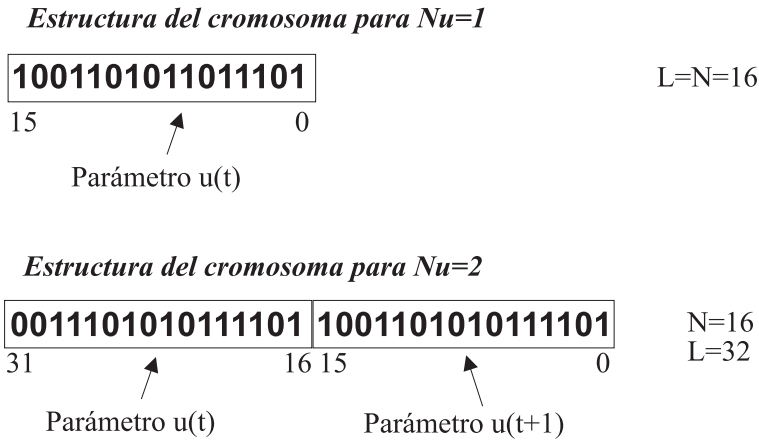 Estructura del cromosoma para Nu=1
1001101011011101
L=N=16
15 0
Parámetro u(t)
Estructura del cromosoma para Nu=2
0011101010111101 1001101010111101
N=16
L=32
31 16 15 0
Parámetro u(t) Parámetro u(t+1)